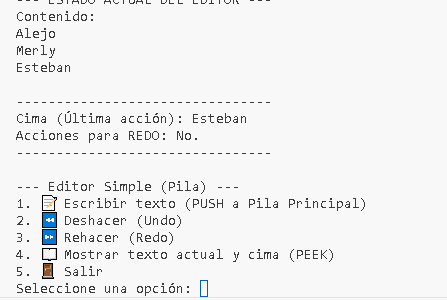 --- ESTADO ACTUAL DEL EDITOR ---
Contenido:
Alejo
Merly
Esteban
--------------------------------
Cima (Última acción): Esteban
Acciones para REDO: No.
--------------------------------
--- Editor Simple (Pila) ---
1. 📝 Escribir texto (PUSH a Pila Principal)
2. ⏪ Deshacer (Undo)
3. ⏩ Rehacer (Redo)
4. 📖 Mostrar texto actual y cima (PEEK)
5. 🚪 Salir
Seleccione una opción: